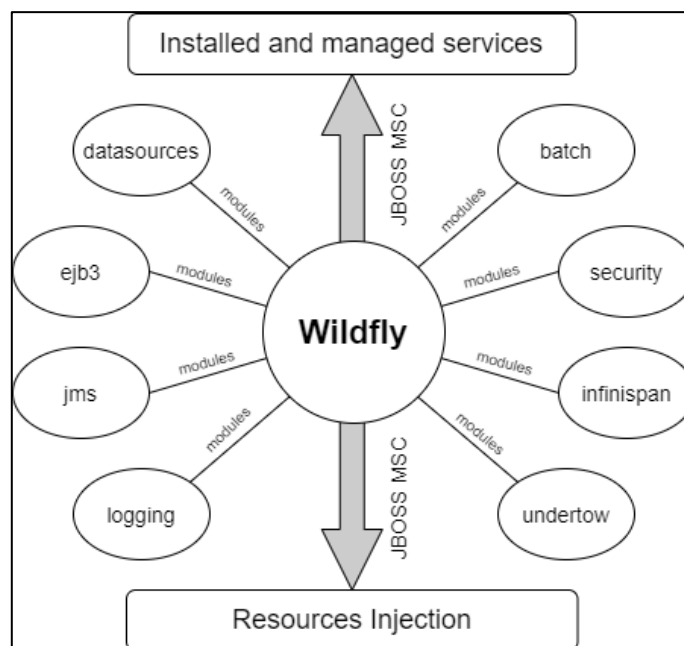 Installed and managed services
JBOSS MSC
datasources
batch
modules
modules
ejb3
modules
modules
security
Wildfly
jms
modules
modules
infinispan
modules
modules
logging
undertow
JBOSS MSC
Resources Injection